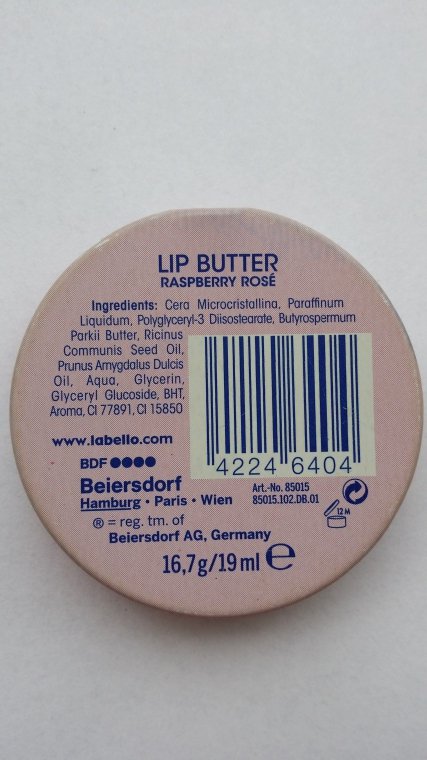 LIP BUTTER
RASPBERRY ROSÉ
Ingredients: Cera Microcristallina, Paraffinum
Liquidum, Polyglyceryl-3 Diisostearate, Butyrospermum
Parkii Butter, Ricinus
Communis Seed Oil,
Prunus Amygdalus Dulcis
Oil, Aqua, Glycerin,
Glyceryl Glucoside, BHT,
Aroma, CI 77891, CI 15850
4224 6404
www.labello.com
BDF
Beiersdorf
Hamburg · Paris · Wien
Art.-No. 85015
85015.102.DB.01
12M
® = reg. tm. of
Beiersdorf AG, Germany
16,7g/19 ml ℮